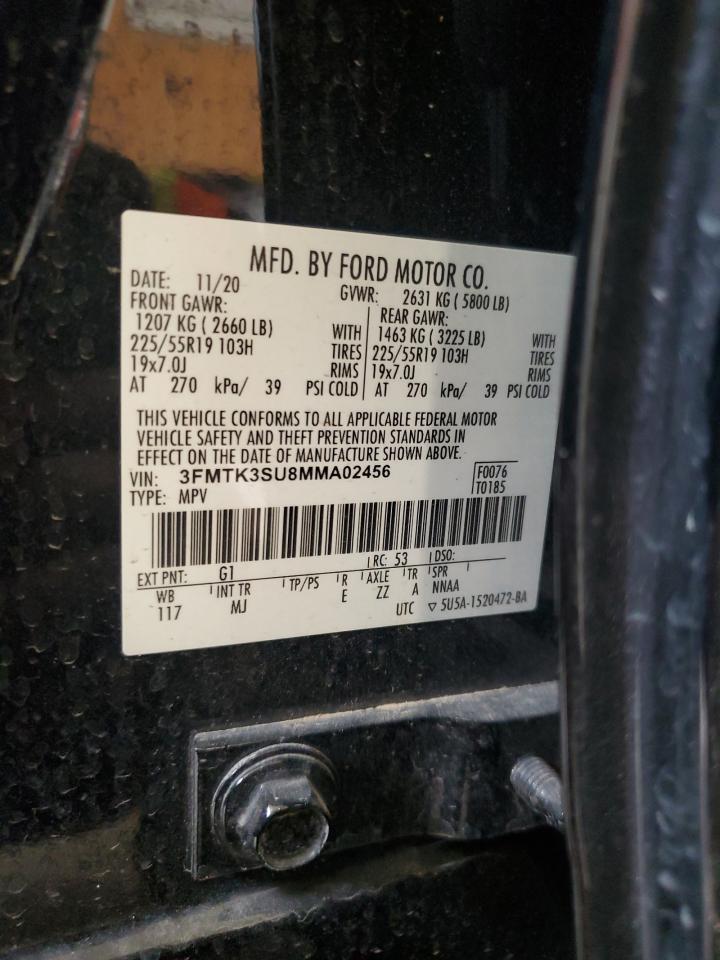 MFD. BY FORD MOTOR CO.
DATE: 11/20 GVWR: 2631 KG ( 5800 LB)
FRONT GAWR: REAR GAWR:
1207 KG ( 2660 LB) WITH 1463 KG ( 3225 LB) WITH
225/55R19 103H TIRES 225/55R19 103H TIRES
19x7.0J RIMS 19x7.0J RIMS
AT 270 kPa/ 39 PSI COLD AT 270 kPa/ 39 PSI COLD
THIS VEHICLE CONFORMS TO ALL APPLICABLE FEDERAL MOTOR
VEHICLE SAFETY AND THEFT PREVENTION STANDARDS IN
EFFECT ON THE DATE OF MANUFACTURE SHOWN ABOVE.
VIN: 3FMTK3SU8MMA02456 F0076
TYPE: MPV T0185
EXT PNT: G1 RC: 53 DSO:
WB INT TR TP/PS R AXLE TR SPR
117 MJ E ZZ A NNAA
UTC ▽ 5U5A-1520472-BA